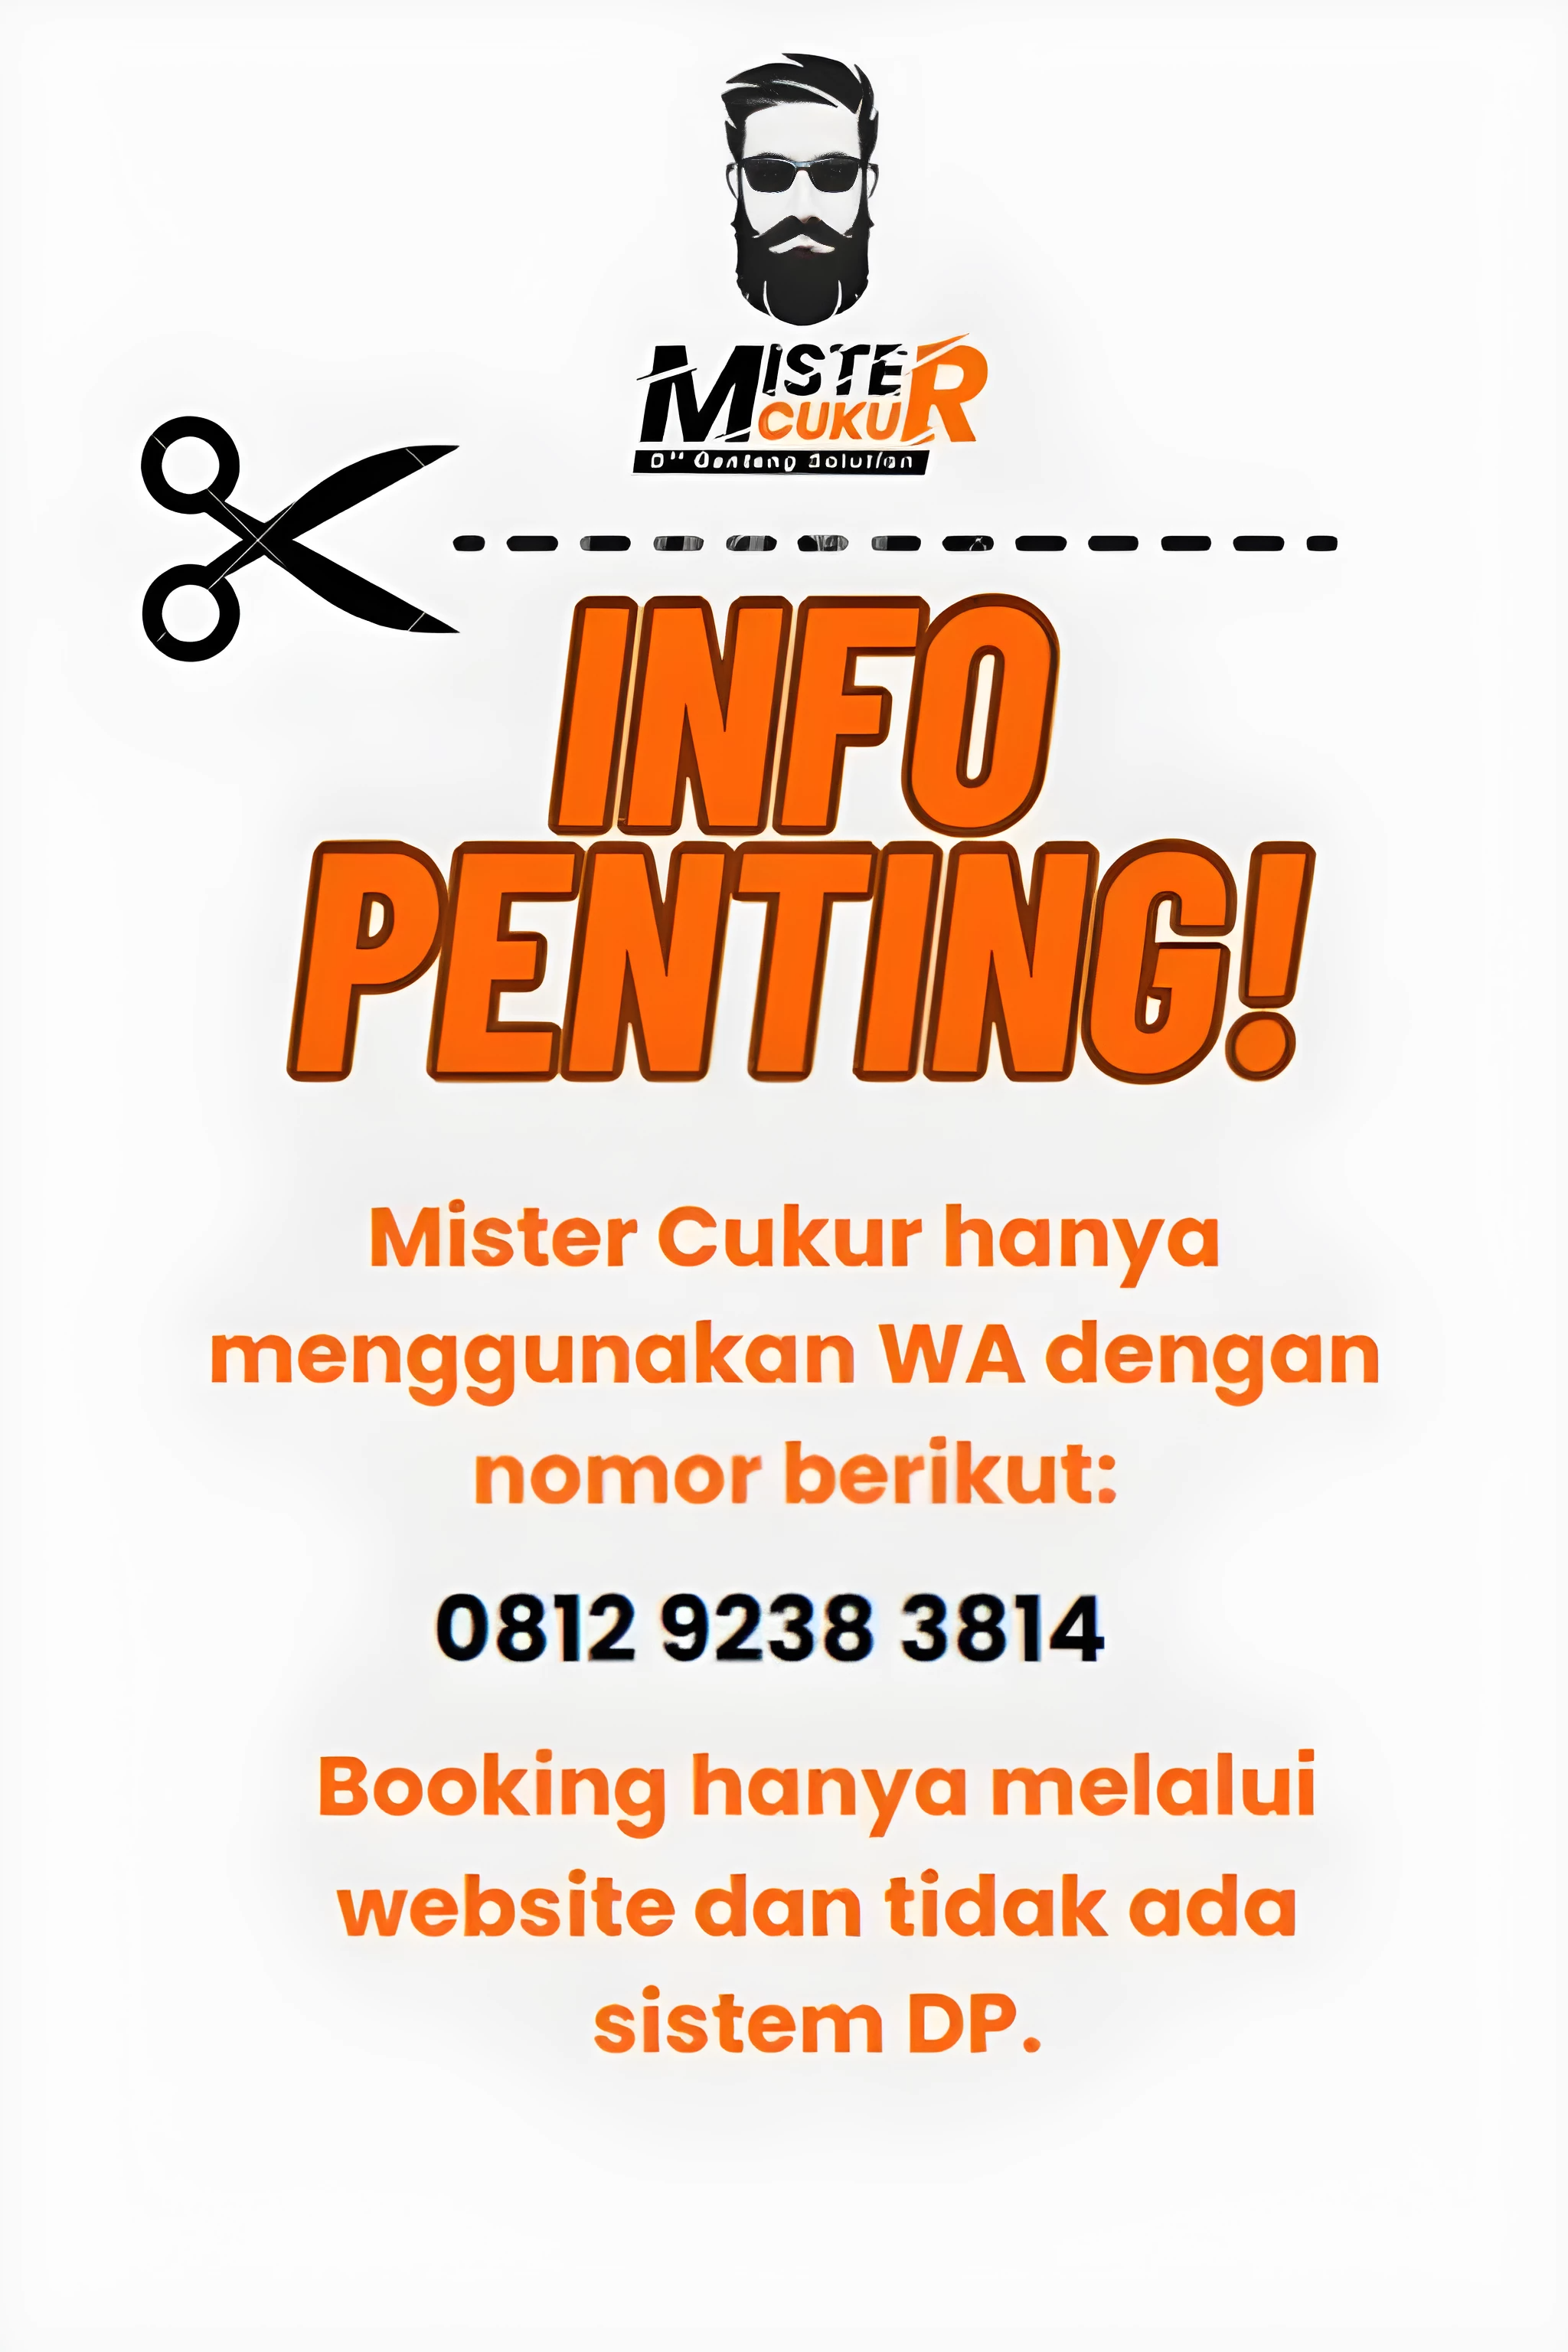 MISTER
CUKUR
INFO
PENTING!
Mister Cukur hanya
menggunakan WA dengan
nomor berikut:
0812 9238 3814
Booking hanya melalui
website dan tidak ada
sistem DP.